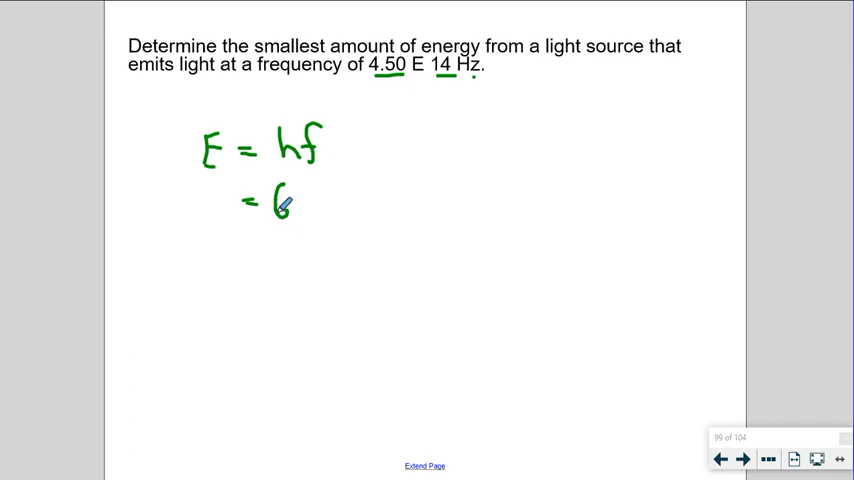 Determine the smallest amount of energy from a light source that
emits light at a frequency of 4.50 E 14 Hz.
E = hf
= 6
99 of 104
Extend Page